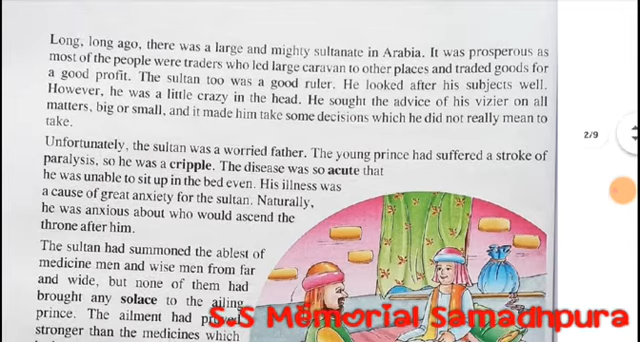 Long, long ago, there was a large and mighty sultanate in Arabia. It was prosperous as
most of the people were traders who led large caravan to other places and traded goods for
a good profit. The sultan too was a good ruler. He looked after his subjects well.
However, he was a little crazy in the head. He sought the advice of his vizier on all
matters, big or small, and it made him take some decisions which he did not really mean to
take.
Unfortunately, the sultan was a worried father. The young prince had suffered a stroke of
paralysis, so he was a cripple. The disease was so acute that
he was unable to sit up in the bed even. His illness was
a cause of great anxiety for the sultan. Naturally,
he was anxious about who would ascend the
throne after him.
The sultan had summoned the ablest of
medicine men and wise men from far
and wide, but none of them had
brought any solace to the ailing
prince. The ailment had
stronger than the medicines which
2/9
S.S Memorial Samadhpura